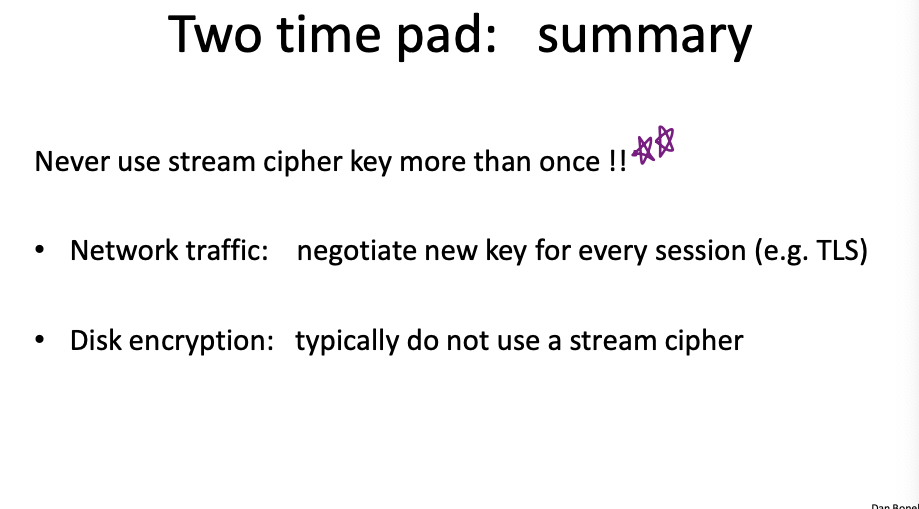 Two time pad: summary
Never use stream cipher key more than once !!
• Network traffic: negotiate new key for every session (e.g. TLS)
• Disk encryption: typically do not use a stream cipher
Dan